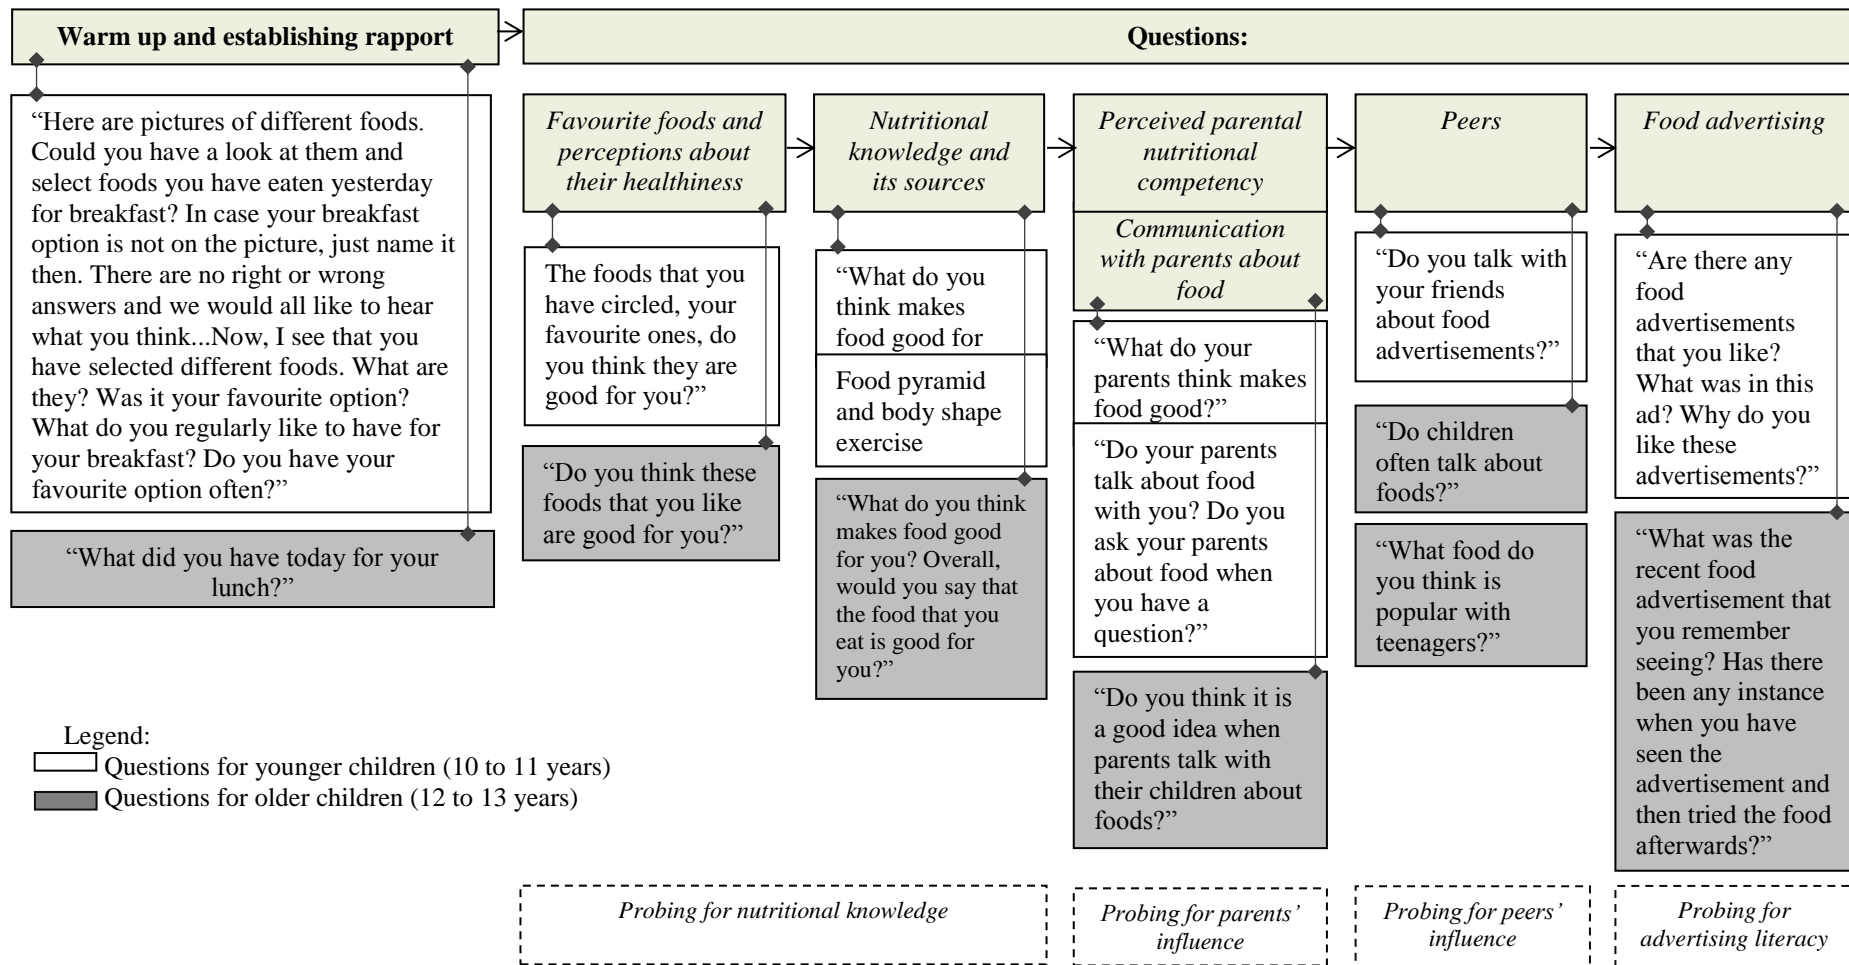 Warm up and establishing rapport
Questions:
“Here are pictures of different foods.
Could you have a look at them and
select foods you have eaten yesterday
for breakfast? In case your breakfast
option is not on the picture, just name it
then. There are no right or wrong
answers and we would all like to hear
what you think...Now, I see that you
have selected different foods. What are
they? Was it your favourite option?
What do you regularly like to have for
your breakfast? Do you have your
favourite option often?”
“What did you have today for your
lunch?”
Favourite foods and
perceptions about
their healthiness
The foods that you
have circled, your
favourite ones, do
you think they are
good for you?”
“Do you think these
foods that you like
are good for you?”
Nutritional
knowledge and
its sources
“What do you
think makes
food good for
Food pyramid
and body shape
exercise
“What do you think
makes food good
for you? Overall,
would you say that
the food that you
eat is good for
you?”
Perceived parental
nutritional
competency
Communication
with parents about
food
“What do your
parents think makes
food good?”
“Do your parents
talk about food
with you? Do you
ask your parents
about food when
you have a
question?”
“Do you think it is
a good idea when
parents talk with
their children about
foods?”
Peers
“Do you talk with
your friends
about food
advertisements?”
“Do children
often talk about
foods?”
“What food do
you think is
popular with
teenagers?”
Food advertising
“Are there any
food
advertisements
that you like?
What was in this
ad? Why do you
like these
advertisements?”
“What was the
recent food
advertisement that
you remember
seeing? Has there
been any instance
when you have
seen the
advertisement and
then tried the food
afterwards?”
Legend:
Questions for younger children (10 to 11 years)
Questions for older children (12 to 13 years)
Probing for nutritional knowledge
Probing for parents’
influence
Probing for peers’
influence
Probing for
advertising literacy